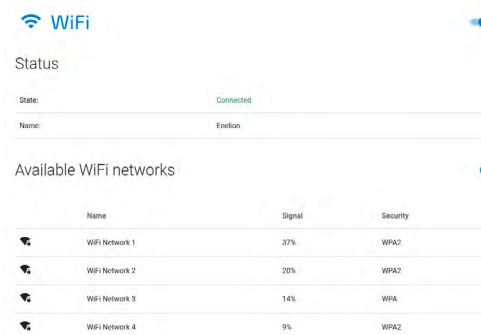 WiFi
Status
State: Connected
Name: Enelion
Available WiFi networks
Name Signal Security
WiFi Network 1 37% WPA2
WiFi Network 2 20% WPA2
WiFi Network 3 14% WPA
WiFi Network 4 9% WPA2